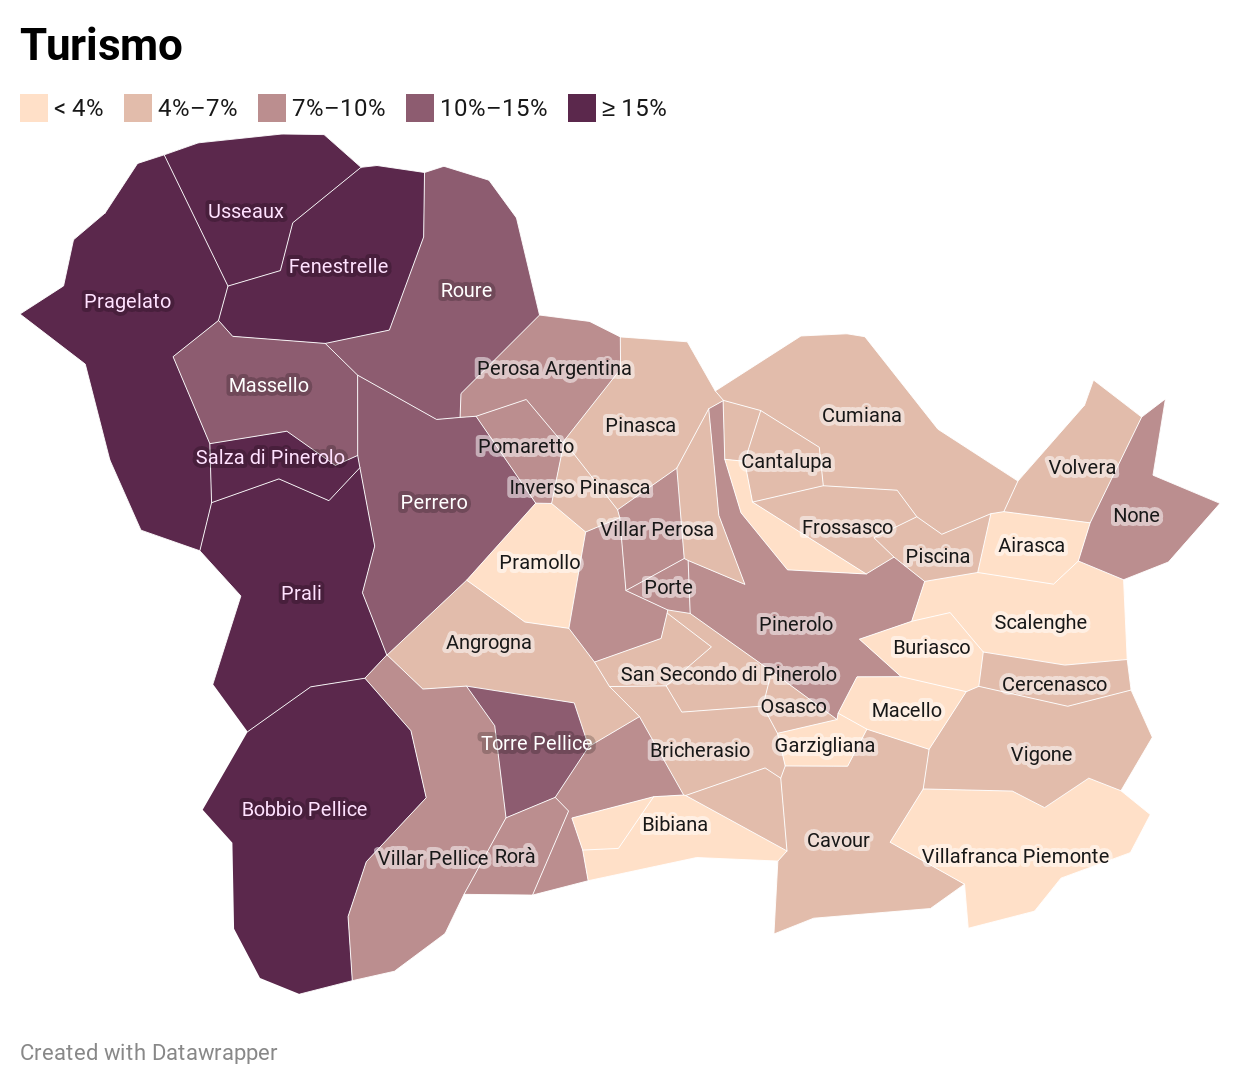 Turismo
< 4%
4%–7%
7%–10%
10%–15%
≥ 15%
Usseaux
Fenestrelle
Roure
Pragelato
Perosa Argentina
Massello
Cumiana
Pinasca
Pomaretto
Salza di Pinerolo
Cantalupa
Volvera
Inverso Pinasca
Perrero
None
Villar Perosa
Frossasco
Airasca
Piscina
Pramollo
Porte
Prali
Scalenghe
Pinerolo
Angrogna
Buriasco
San Secondo di Pinerolo
Cercenasco
Osasco
Macello
Torre Pellice
Bricherasio
Garzigliana
Vigone
Bobbio Pellice
Bibiana
Cavour
Villar Pellice
Rorà
Villafranca Piemonte
Created with Datawrapper